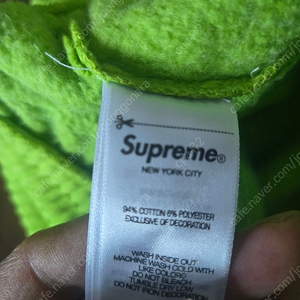 Supreme®
NEW YORK CITY
94% COTTON 6% POLYESTER
EXCLUSIVE OF DECORATION
WASH INSIDE OUT
MACHINE WASH COLD WITH
LIKE COLORS
DO NOT BLEACH
TUMBLE DRY LOW
DO NOT IRON DESIGN